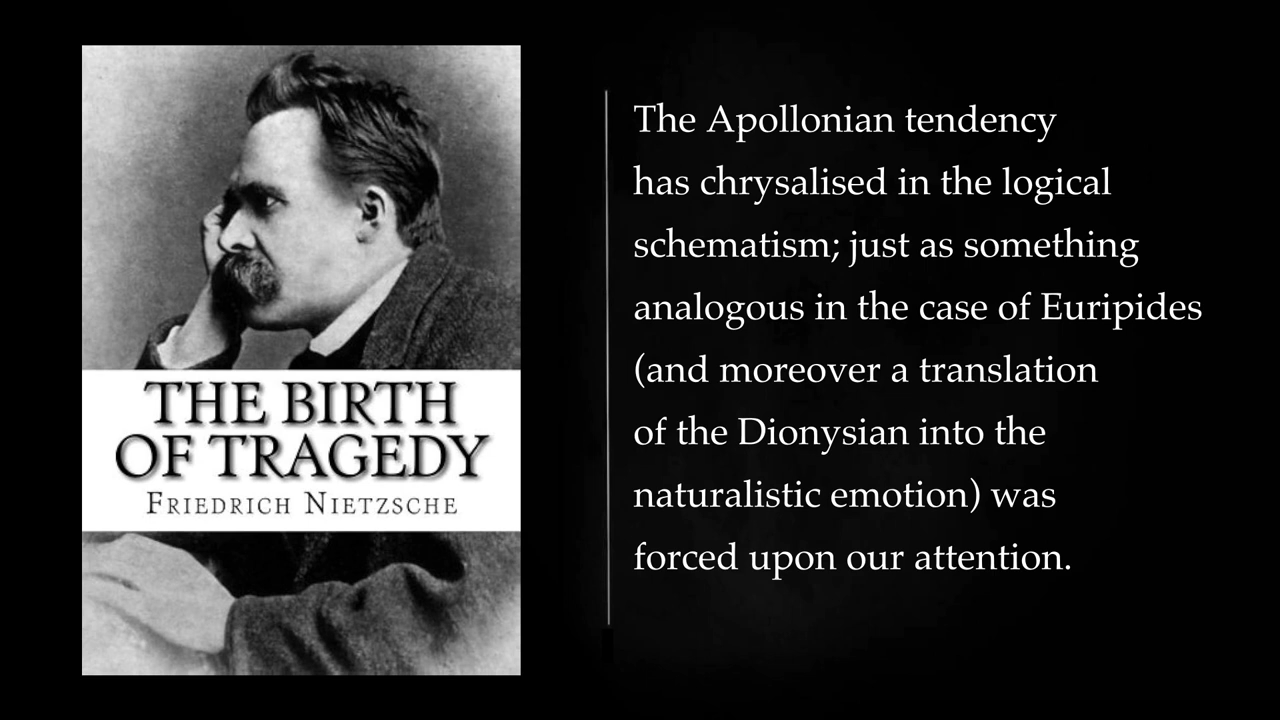 THE BIRTH
OF TRAGEDY
FRIEDRICH NIETZSCHE
The Apollonian tendency
has chrysalised in the logical
schematism; just as something
analogous in the case of Euripides
(and moreover a translation
of the Dionysian into the
naturalistic emotion) was
forced upon our attention.